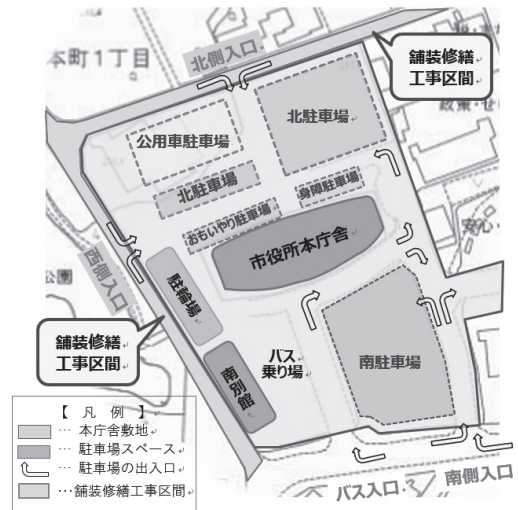 本町1丁目
北側入口
舗装修繕
工事区間
公用車駐車場
北駐車場
北駐車場
身障駐車場
おもいやり駐車場
市役所本庁舎
西側入口
公園
駐輪場
安心
舗装修繕
工事区間
バス
乗り場
南駐車場
南別館
【 凡 例 】
… 本庁舎敷地
… 駐車場スペース
… 駐車場の出入口
…舗装修繕工事区間
バス入口
南側入口